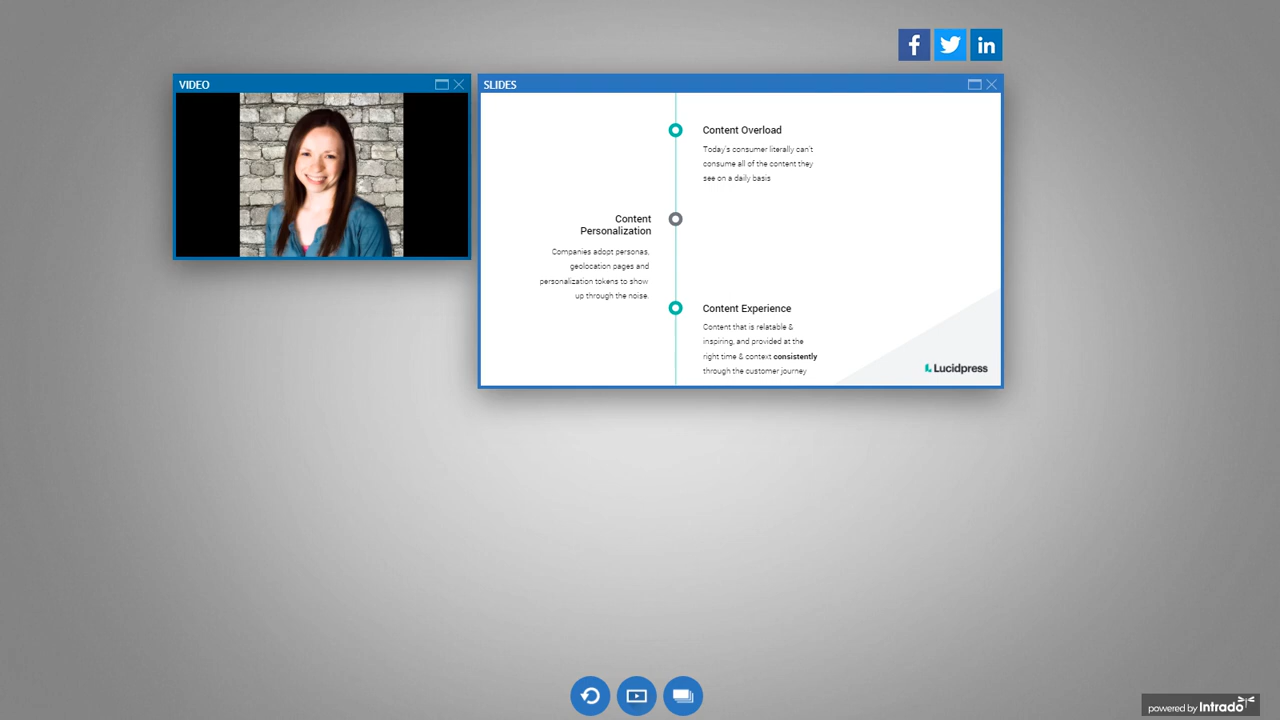 VIDEO
SLIDES
Content Overload
Today's consumer literally can't
consume all of the content they
see on a daily basis
Content
Personalization
Companies adopt personas,
geolocation pages and
personalization tokens to show
up through the noise.
Content Experience
Content that is relatable &
inspiring, and provided at the
right time & context consistently
through the customer journey
Lucidpress
powered by Intrado